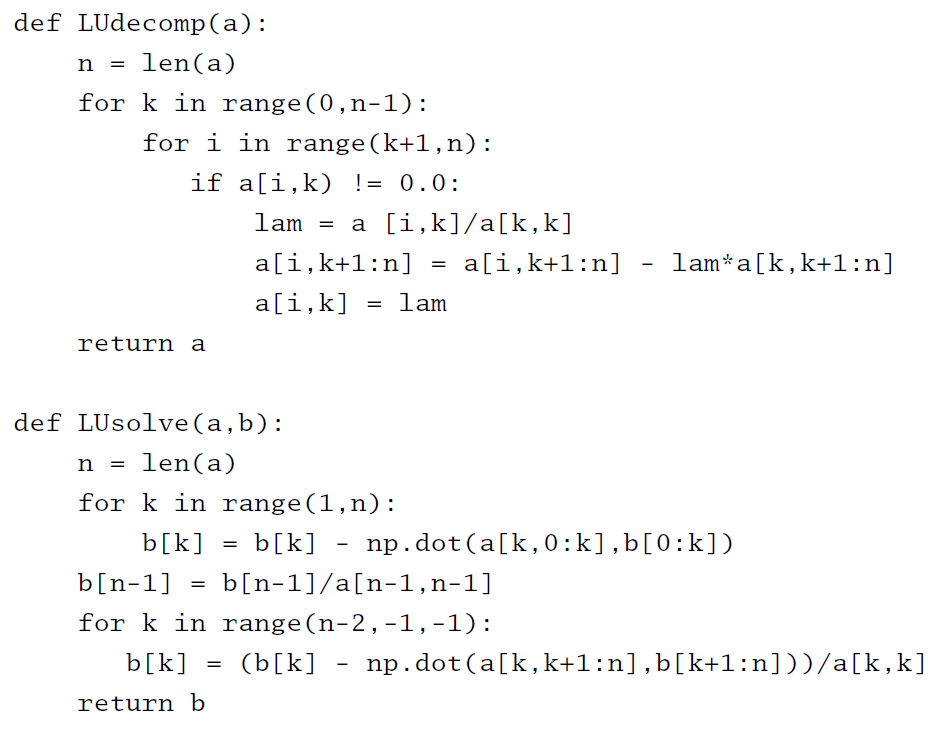 def LUdecomp(a):
    n = len(a)
    for k in range(0,n-1):
        for i in range(k+1,n):
           if a[i,k) != 0.0:
               lam = a [i,k]/a[k,k]
               a[i,k+1:n] = a[i,k+1:n] - lam*a[k,k+1:n]
               a[i,k] = lam
    return a

def LUsolve(a,b):
    n = len(a)
    for k in range(1,n):
        b[k] = b[k] - np.dot(a[k,0:k],b[0:k])
    b[n-1] = b[n-1]/a[n-1,n-1]
    for k in range(n-2,-1,-1):
       b[k] = (b[k] - np.dot(a[k,k+1:n],b[k+1:n]))/a[k,k]
    return b